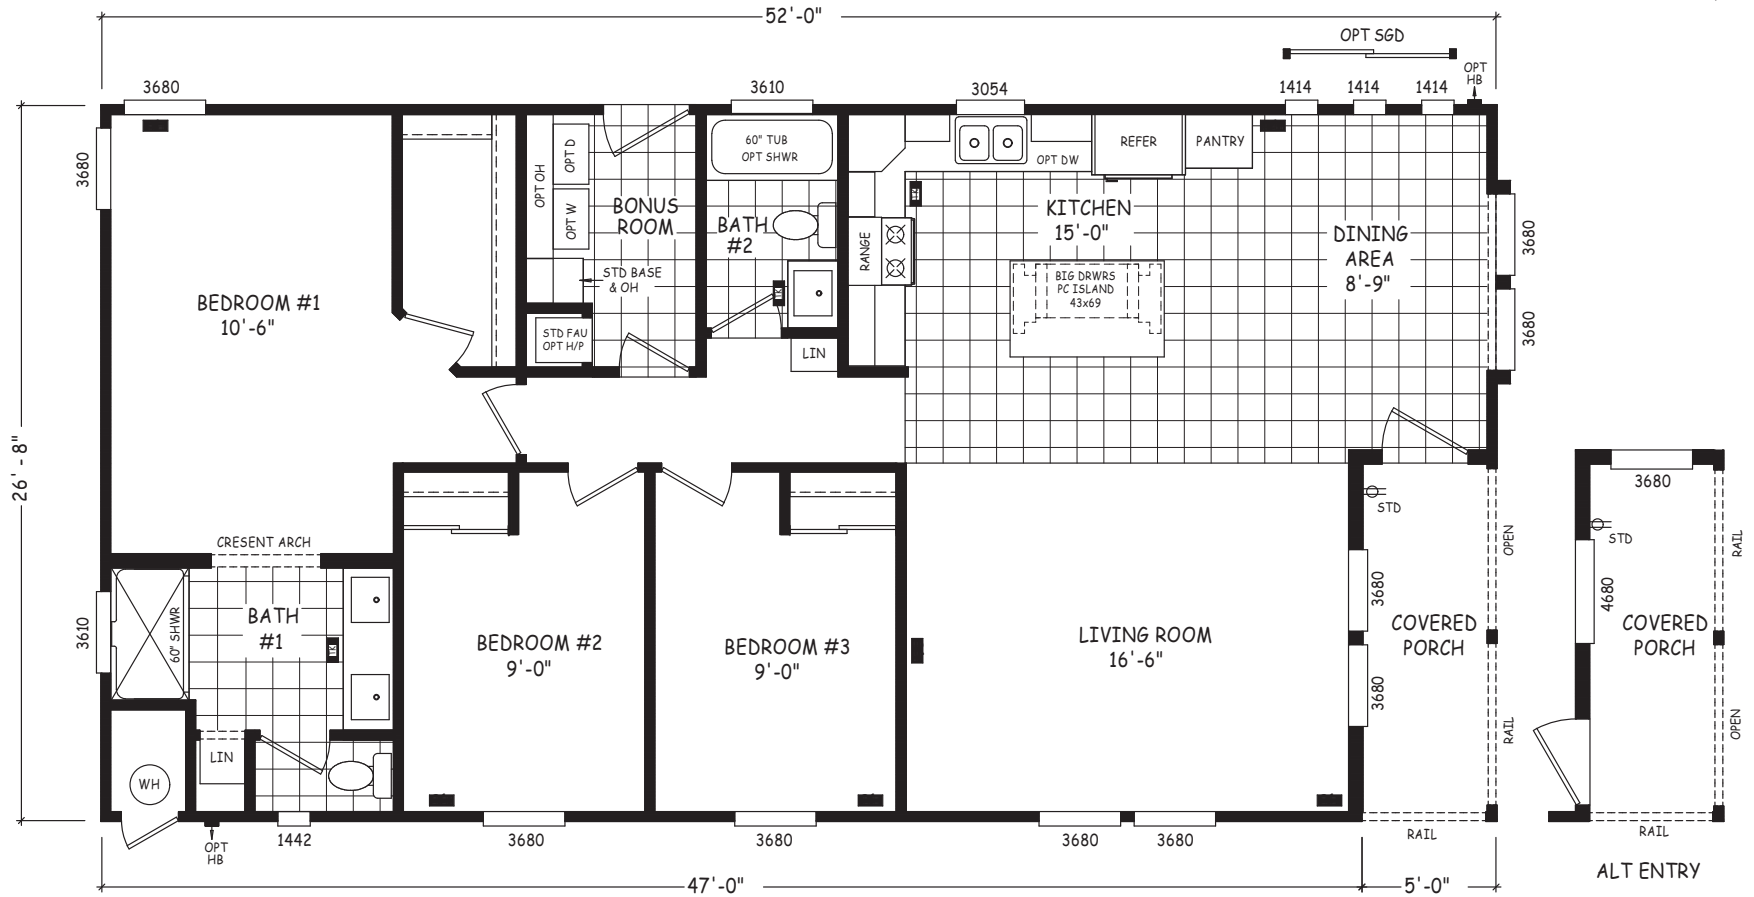 52'-0"
OPT SGD
OPT
HB
3680
3610
3054
1414
1414
1414
3680
60" TUB
OPT SHWR
OPT D
OPT OH
OPT W
BONUS
ROOM
STD BASE
& OH
STD FAU
OPT H/P
BATH
#2
TK
LIN
RANGE
TK
OPT DW
REFER
PANTRY
KITCHEN
15'-0"
BIG DRWRS
PC ISLAND
43x69
DINING
AREA
8'-9"
3680
3680
BEDROOM #1
10'-6"
26'-8"
CRESENT ARCH
3610
60" SHWR
BATH
#1
TK
LIN
WH
BEDROOM #2
9'-0"
BEDROOM #3
9'-0"
LIVING ROOM
16'-6"
STD
3680
3680
COVERED
PORCH
OPEN
RAIL
RAIL
3680
STD
4680
COVERED
PORCH
RAIL
OPEN
RAIL
ALT ENTRY
OPT
HB
1442
3680
3680
3680
3680
47'-0"
5'-0"